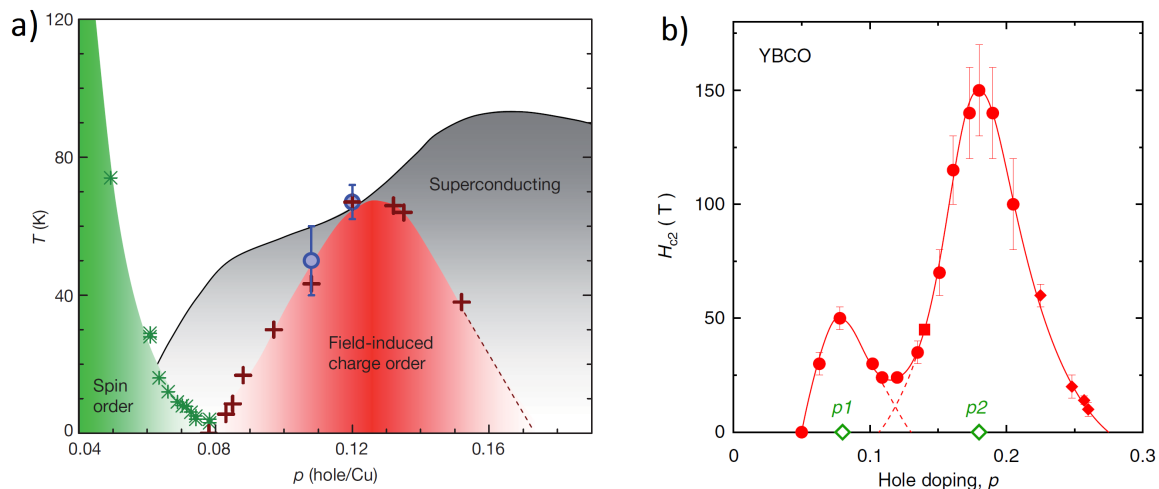 a)
120
80
40
0
T (K)
0.04
0.08
0.12
0.16
p (hole/Cu)
Spin
order
Field-induced
charge order
Superconducting
b)
YBCO
150
100
50
0
Hc2 ( T )
0
0.1
0.2
0.3
Hole doping, p
p1
p2